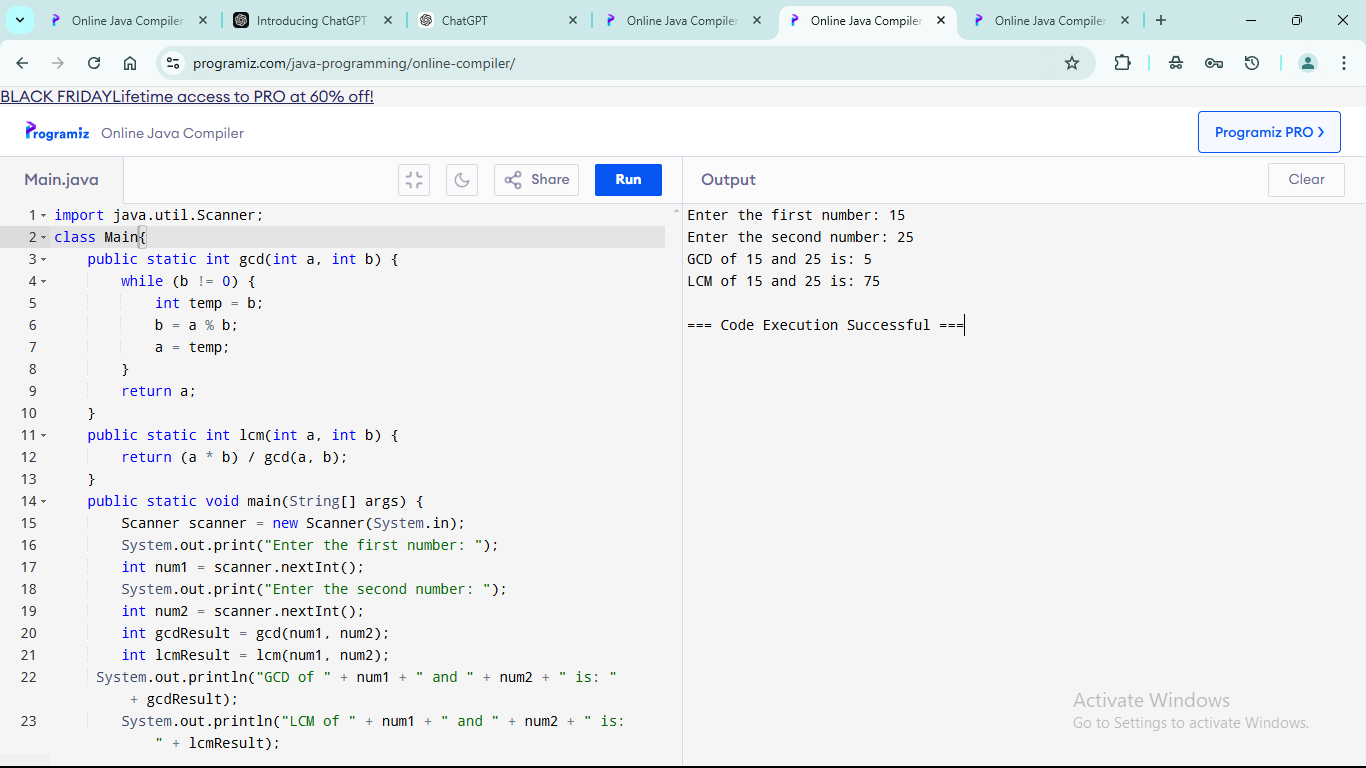 Online Java Compiler
Introducing ChatGPT
ChatGPT
Online Java Compiler
Online Java Compiler
Online Java Compiler
programiz.com/java-programming/online-compiler/
BLACK FRIDAYLifetime access to PRO at 60% off!
Programiz Online Java Compiler
Programiz PRO
Main.java
Share
Run
Output
Clear
1 import java.util.Scanner;
2 class Main{
3 public static int gcd(int a, int b) {
4 while (b != 0) {
5 int temp = b;
6 b = a % b;
7 a = temp;
8 }
9 return a;
10 }
11 public static int lcm(int a, int b) {
12 return (a * b) / gcd(a, b);
13 }
14 public static void main(String[] args) {
15 Scanner scanner = new Scanner(System.in);
16 System.out.print("Enter the first number: ");
17 int num1 = scanner.nextInt();
18 System.out.print("Enter the second number: ");
19 int num2 = scanner.nextInt();
20 int gcdResult = gcd(num1, num2);
21 int lcmResult = lcm(num1, num2);
22 System.out.println("GCD of " + num1 + " and " + num2 + " is: "
+ gcdResult);
23 System.out.println("LCM of " + num1 + " and " + num2 + " is:
" + lcmResult);
Enter the first number: 15
Enter the second number: 25
GCD of 15 and 25 is: 5
LCM of 15 and 25 is: 75
=== Code Execution Successful ===
Activate Windows
Go to Settings to activate Windows.